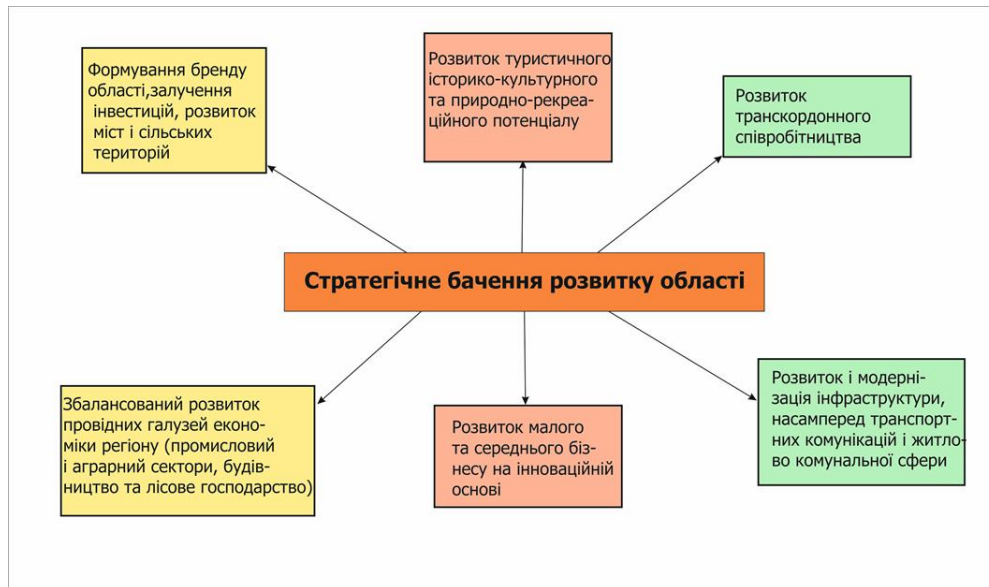 Формування бренду
області,залучення
інвестицій, розвиток
міст і сільських
територій
Розвиток туристичного
історико-культурного
та природно-рекреа-
ційного потенціалу
Розвиток
транскордонного
співробітництва
Стратегічне бачення розвитку області
Збалансований розвиток
провідних галузей еконо-
міки регіону (промисловий
і аграрний сектори, будів-
ництво та лісове господарство)
Розвиток малого
та середнього біз-
несу на інноваційній
основі
Розвиток і модерні-
зація інфраструктури,
насамперед транспорт-
них комунікацій і житло-
во комунальної сфери